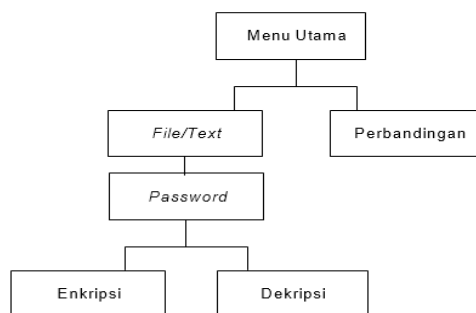 Menu Utama
File/Text
Perbandingan
Password
Enkripsi
Dekripsi